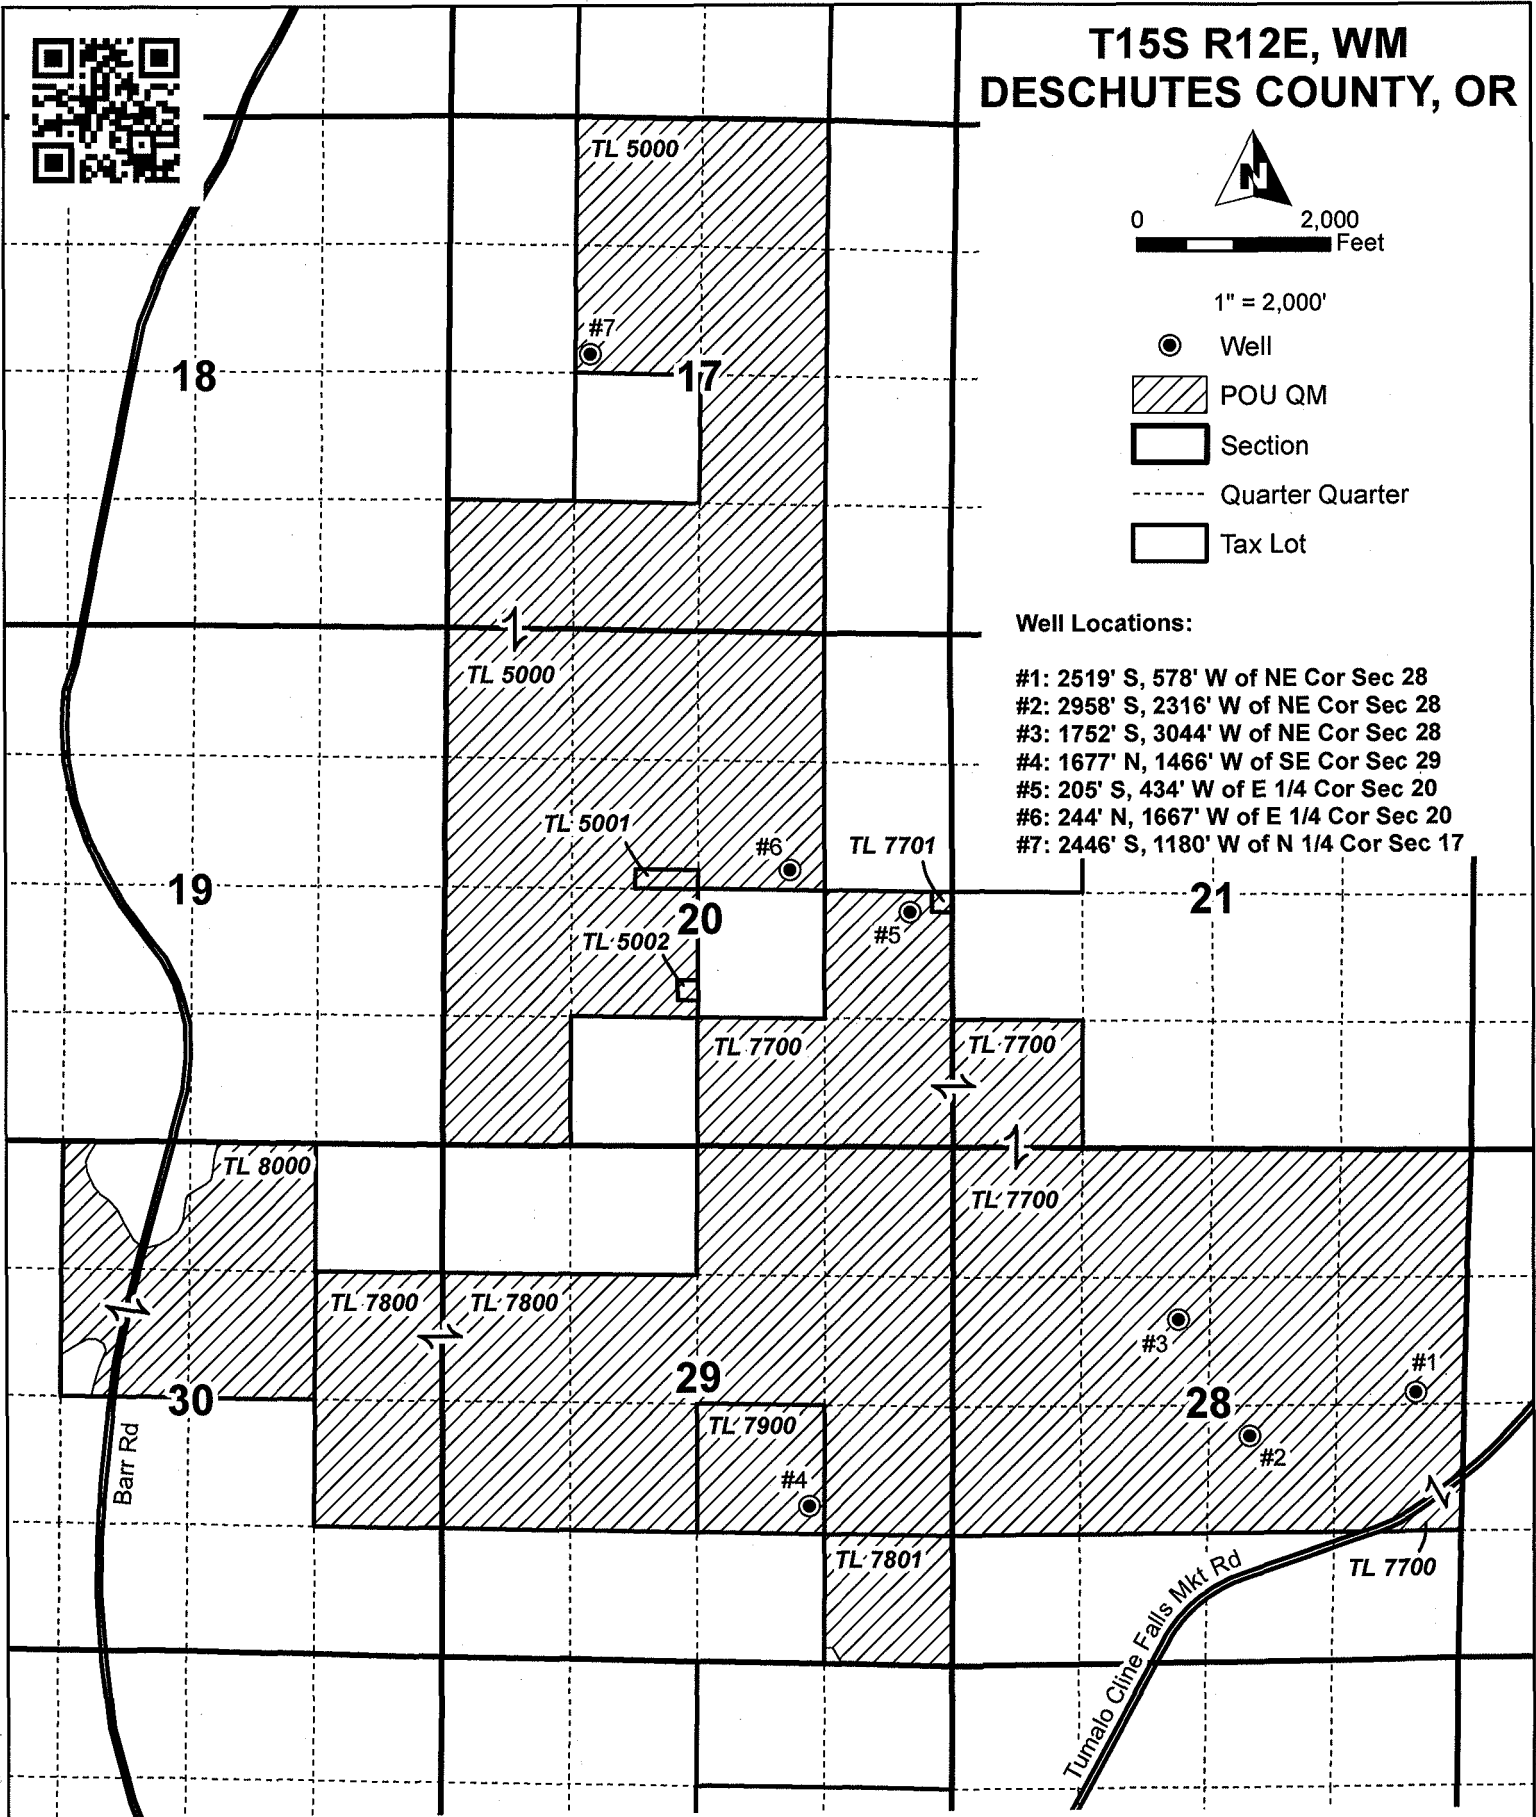 T15S R12E, WM
DESCHUTES COUNTY, OR
N
0 2,000
Feet
1" = 2,000'
Well
POU QM
Section
Quarter Quarter
Tax Lot
Well Locations:
#1: 2519' S, 578' W of NE Cor Sec 28
#2: 2958' S, 2316' W of NE Cor Sec 28
#3: 1752' S, 3044' W of NE Cor Sec 28
#4: 1677' N, 1466' W of SE Cor Sec 29
#5: 205' S, 434' W of E 1/4 Cor Sec 20
#6: 244' N, 1667' W of E 1/4 Cor Sec 20
#7: 2446' S, 1180' W of N 1/4 Cor Sec 17
TL 5000
#7
18
17
TL 5000
TL 5001
#6
TL 7701
19
20
21
#5
TL 5002
TL 7700
TL 7700
TL 8000
TL 7700
TL 7800
TL 7800
#3
#1
29
30
28
TL 7900
#2
#4
Barr Rd
TL 7801
TL 7700
Tumalo Cline Falls Mkt Rd